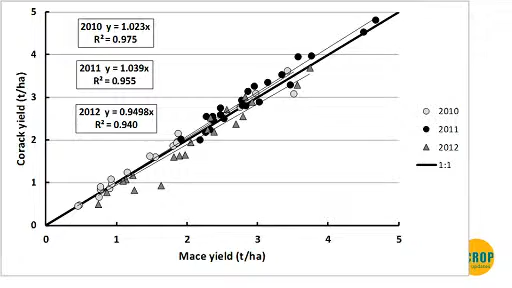 5
2010 y = 1.023x
R² = 0.975
4
2011 y = 1.039x
R² = 0.955
3
2012 y = 0.9498x
R² = 0.940
2
1
0
Corack yield (t/ha)
0 1 2 3 4 5
Mace yield (t/ha)
2010
2011
2012
1:1
CROP
updates